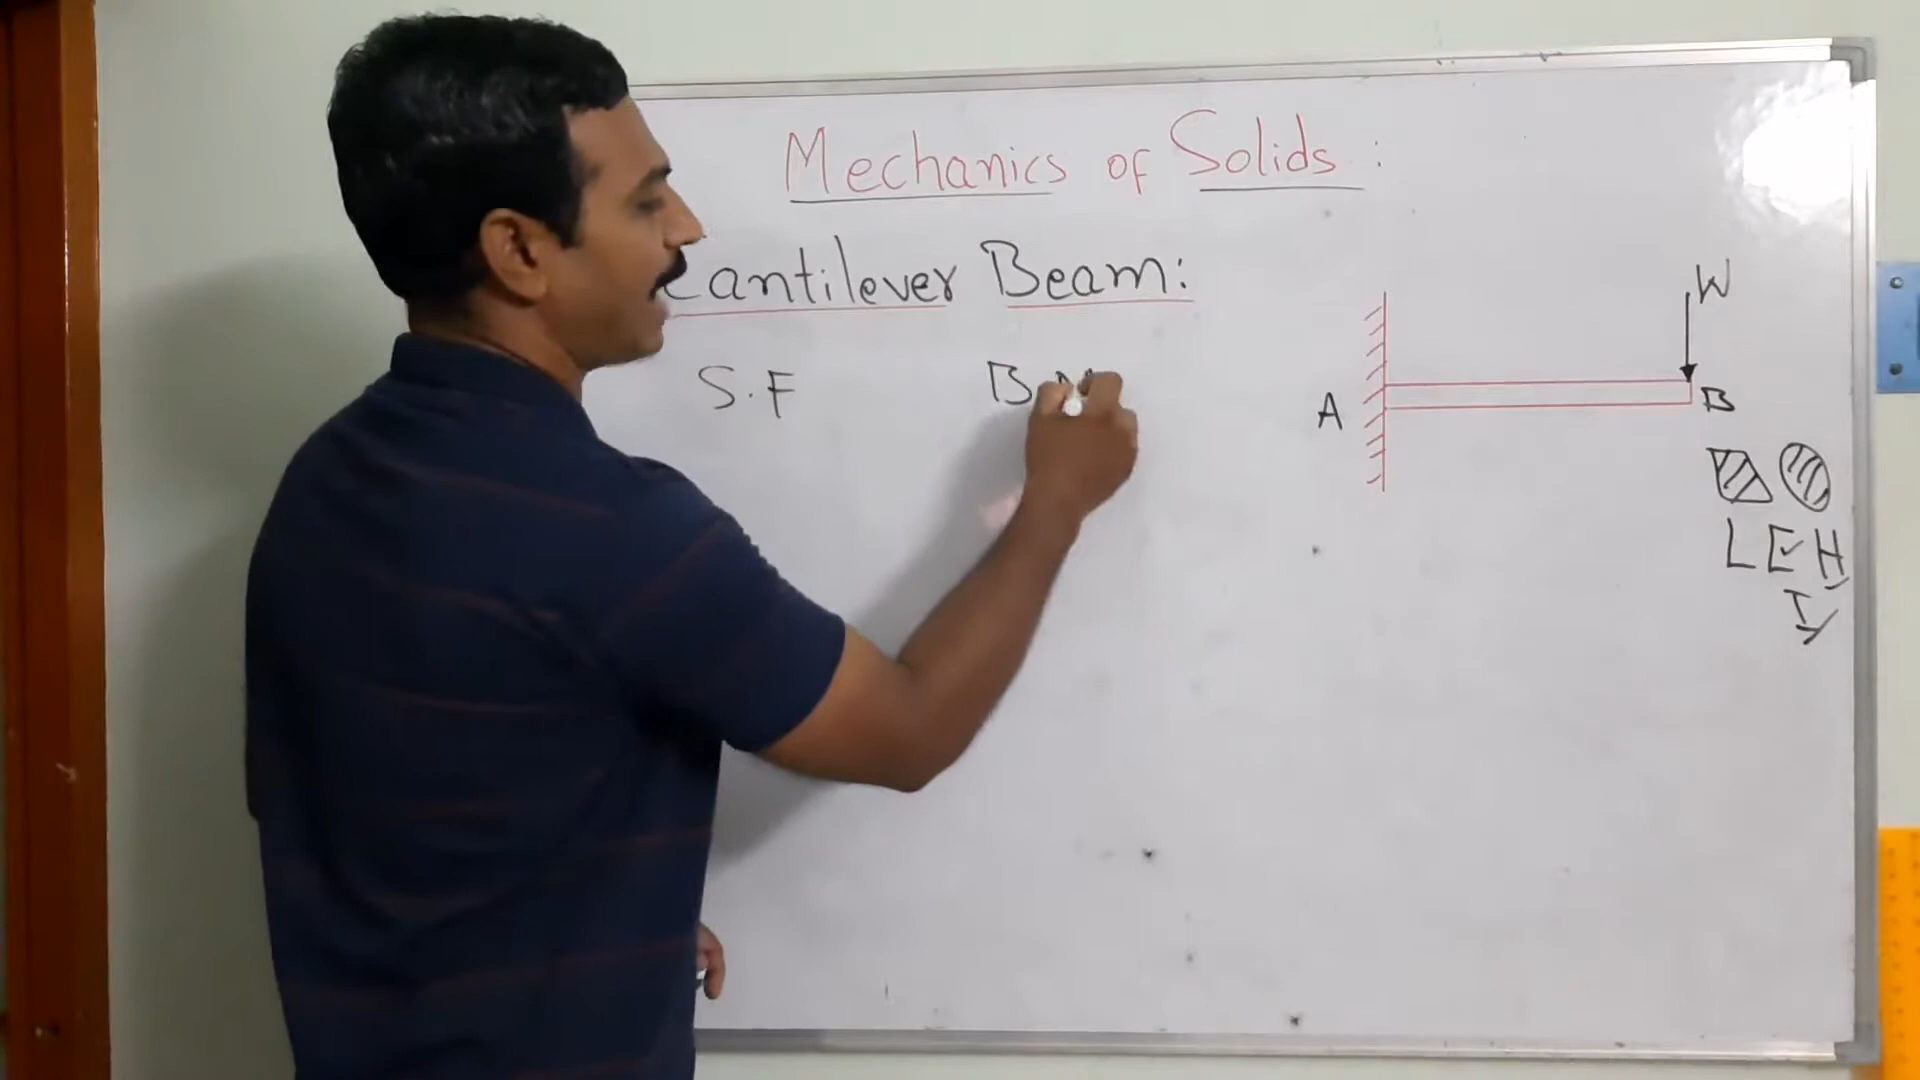 Mechanics of Solids :
Cantilever Beam:
S.F
W
A
B
L E H
I